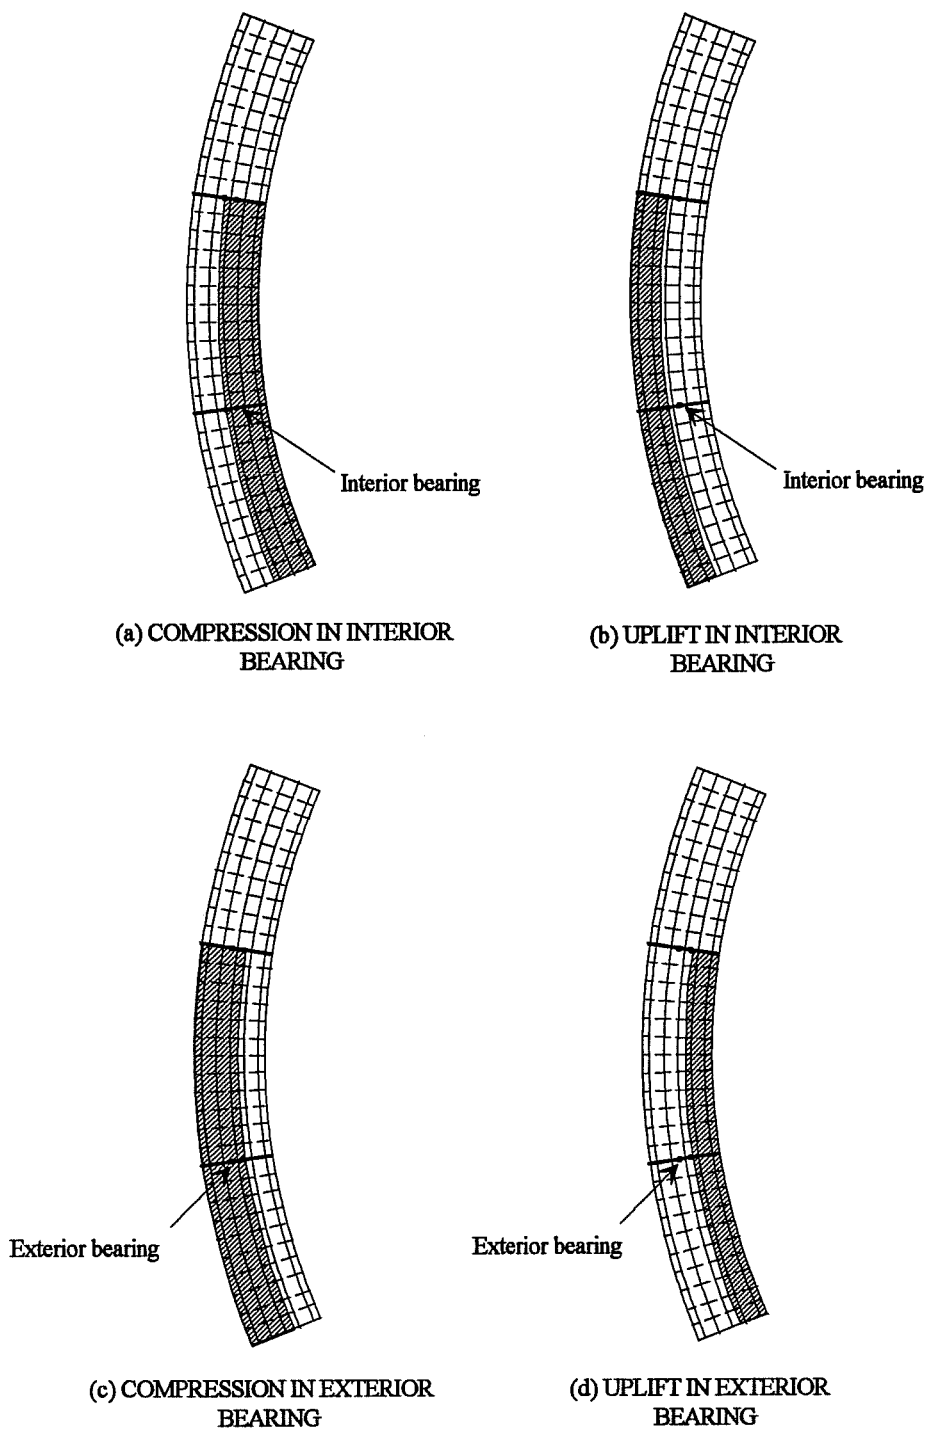 Interior bearing
Interior bearing
(a) COMPRESSION IN INTERIOR
BEARING
(b) UPLIFT IN INTERIOR
BEARING
Exterior bearing
Exterior bearing
(c) COMPRESSION IN EXTERIOR
BEARING
(d) UPLIFT IN EXTERIOR
BEARING